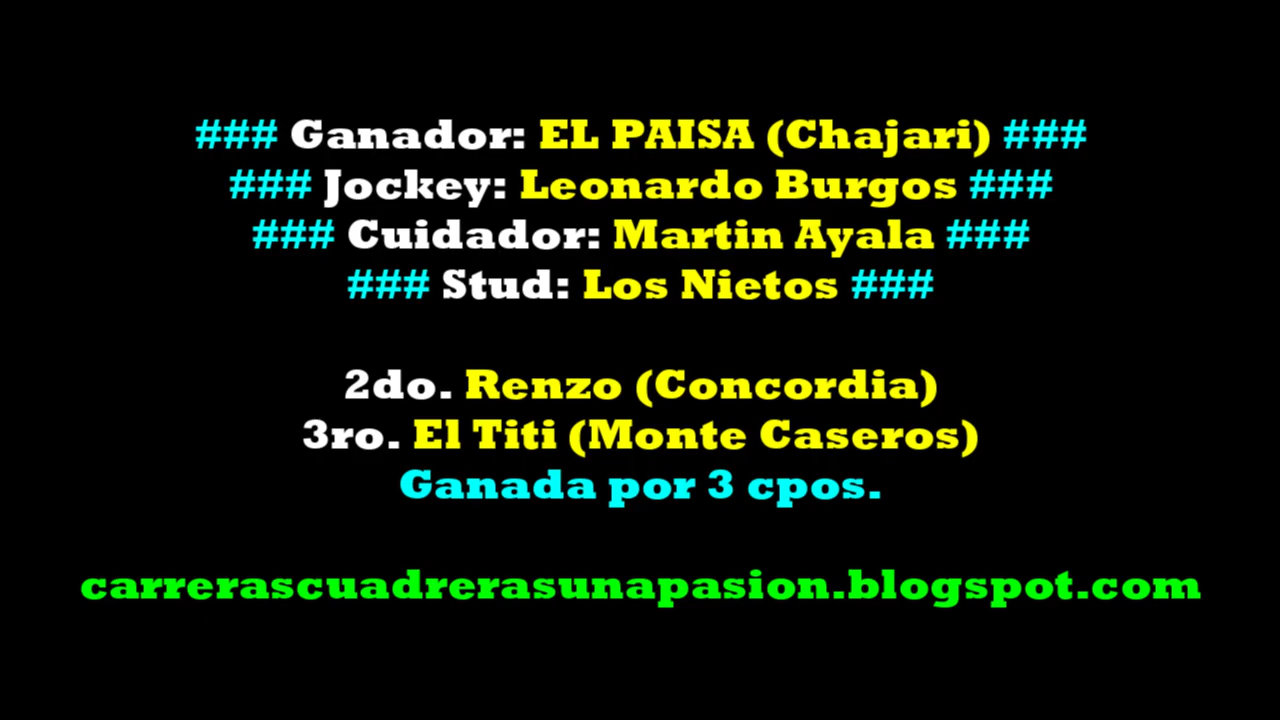 ### Ganador: EL PAISA (Chajari) ###
### Jockey: Leonardo Burgos ###
### Cuidador: Martin Ayala ###
### Stud: Los Nietos ###
2do. Renzo (Concordia)
3ro. El Titi (Monte Caseros)
Ganada por 3 cpos.
carrerascuadrerasunapasion.blogspot.com